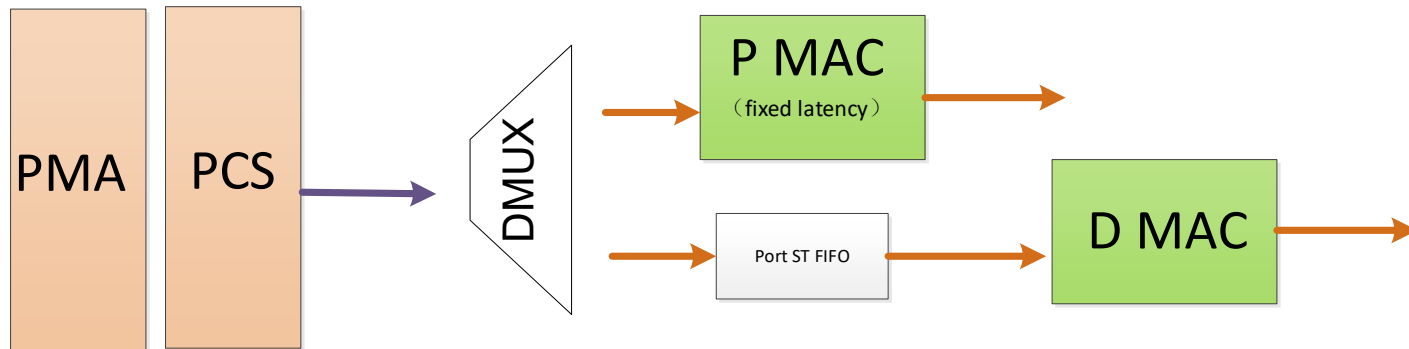 PMA
PCS
DMUX
P MAC
（fixed latency）
Port ST FIFO
D MAC